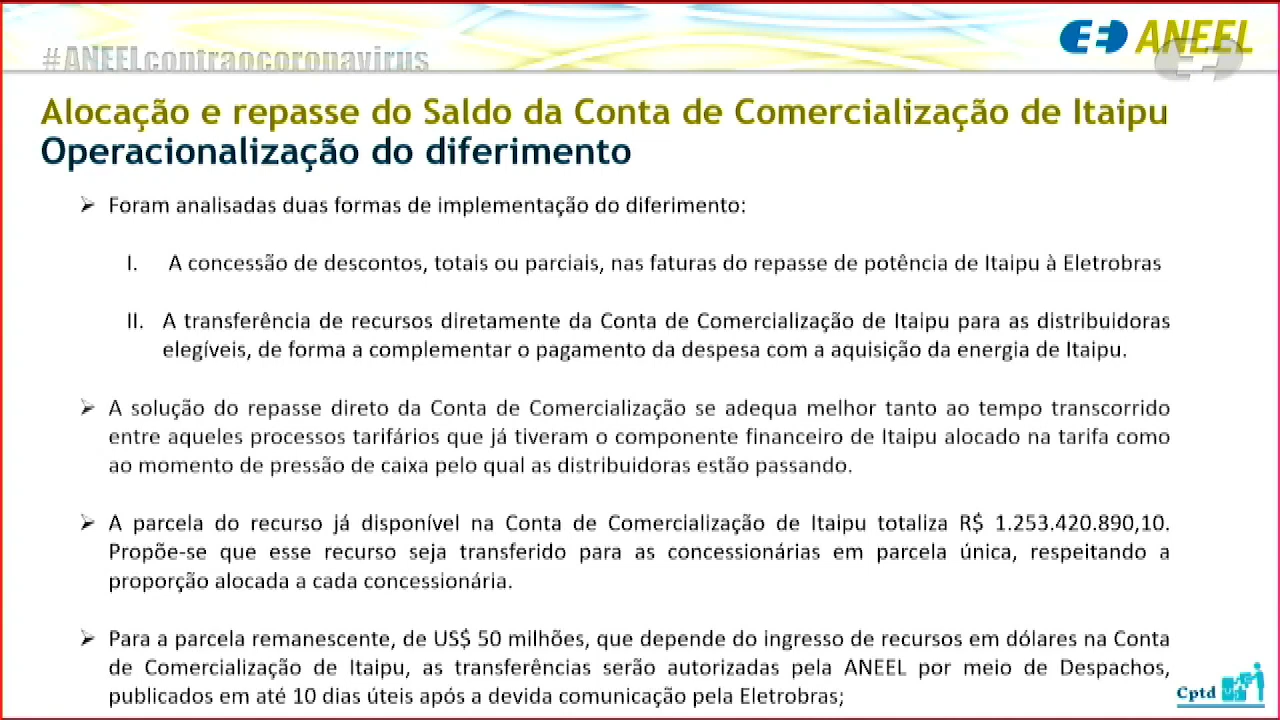 #ANEELcontraocoronavirus
ANEEL
Alocação e repasse do Saldo da Conta de Comercialização de Itaipu
Operacionalização do diferimento
➢ Foram analisadas duas formas de implementação do diferimento:
I. A concessão de descontos, totais ou parciais, nas faturas do repasse de potência de Itaipu à Eletrobras
II. A transferência de recursos diretamente da Conta de Comercialização de Itaipu para as distribuidoras
elegíveis, de forma a complementar o pagamento da despesa com a aquisição da energia de Itaipu.
➢ A solução do repasse direto da Conta de Comercialização se adequa melhor tanto ao tempo transcorrido
entre aqueles processos tarifários que já tiveram o componente financeiro de Itaipu alocado na tarifa como
ao momento de pressão de caixa pelo qual as distribuidoras estão passando.
➢ A parcela do recurso já disponível na Conta de Comercialização de Itaipu totaliza R$ 1.253.420.890,10.
Propõe-se que esse recurso seja transferido para as concessionárias em parcela única, respeitando a
proporção alocada a cada concessionária.
➢ Para a parcela remanescente, de US$ 50 milhões, que depende do ingresso de recursos em dólares na Conta
de Comercialização de Itaipu, as transferências serão autorizadas pela ANEEL por meio de Despachos,
publicados em até 10 dias úteis após a devida comunicação pela Eletrobras;
Cptd